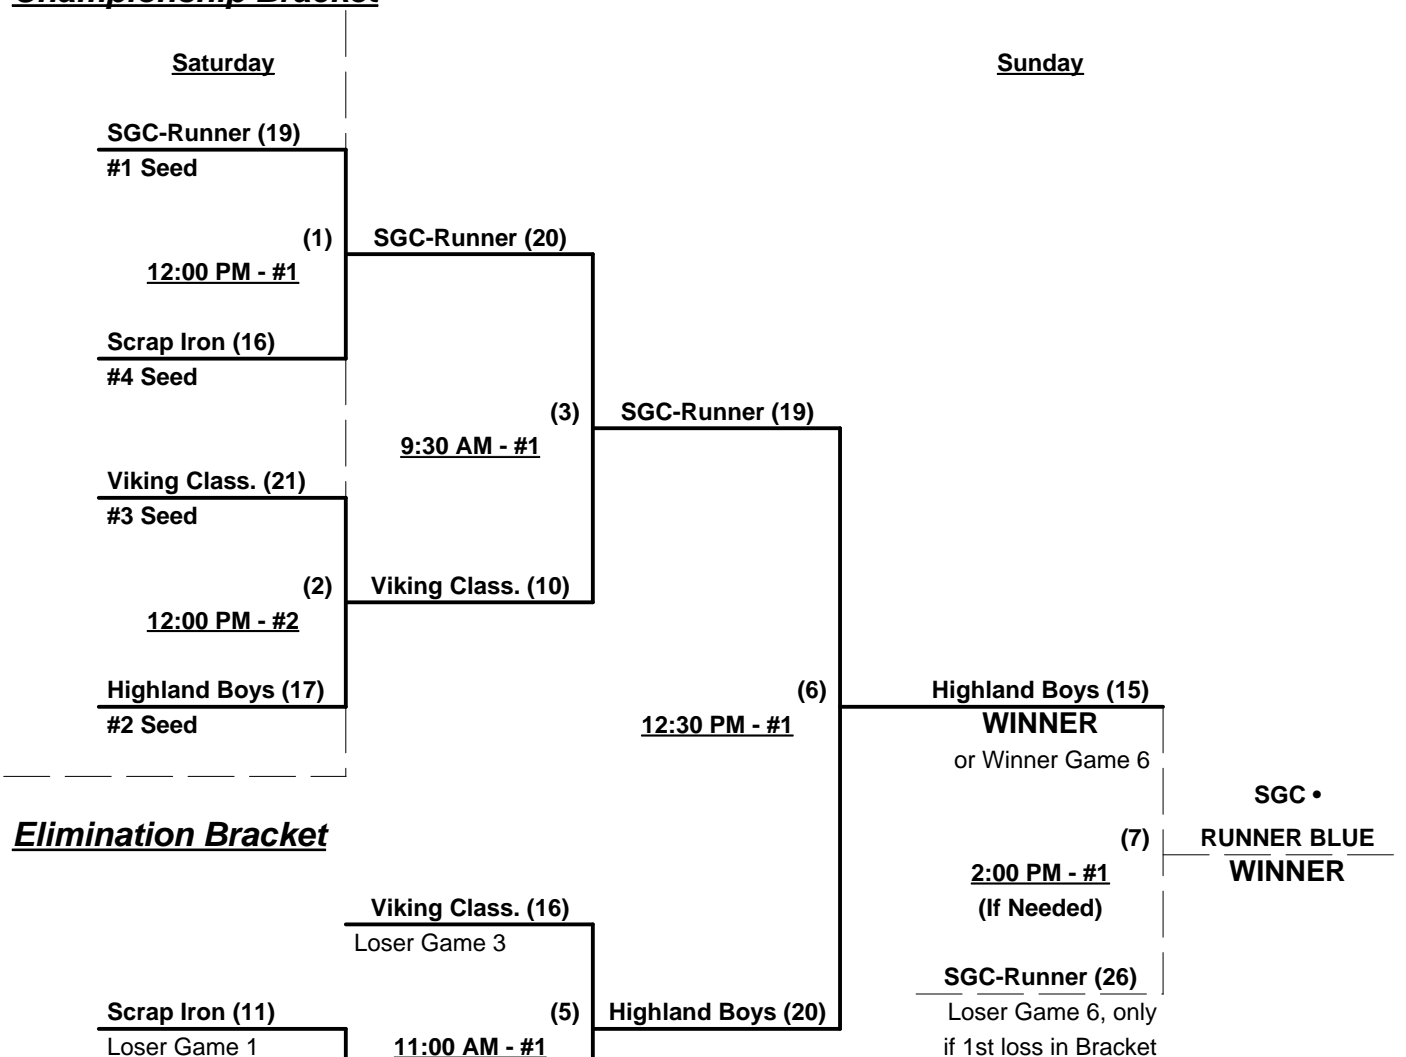 Championship Bracket
Saturday
Sunday
SGC-Runner (19)
#1 Seed
(1)
SGC-Runner (20)
12:00 PM - #1
Scrap Iron (16)
#4 Seed
(3)
SGC-Runner (19)
9:30 AM - #1
Viking Class. (21)
#3 Seed
(2)
Viking Class. (10)
12:00 PM - #2
Highland Boys (17)
#2 Seed
(6)
Highland Boys (15)
12:30 PM - #1
WINNER
or Winner Game 6
SGC •
Elimination Bracket
(7)
RUNNER BLUE
2:00 PM - #1
WINNER
(If Needed)
Viking Class. (16)
Loser Game 3
SGC-Runner (26)
Scrap Iron (11)
(5)
Highland Boys (20)
Loser Game 6, only
Loser Game 1
11:00 AM - #1
if 1st loss in Bracket